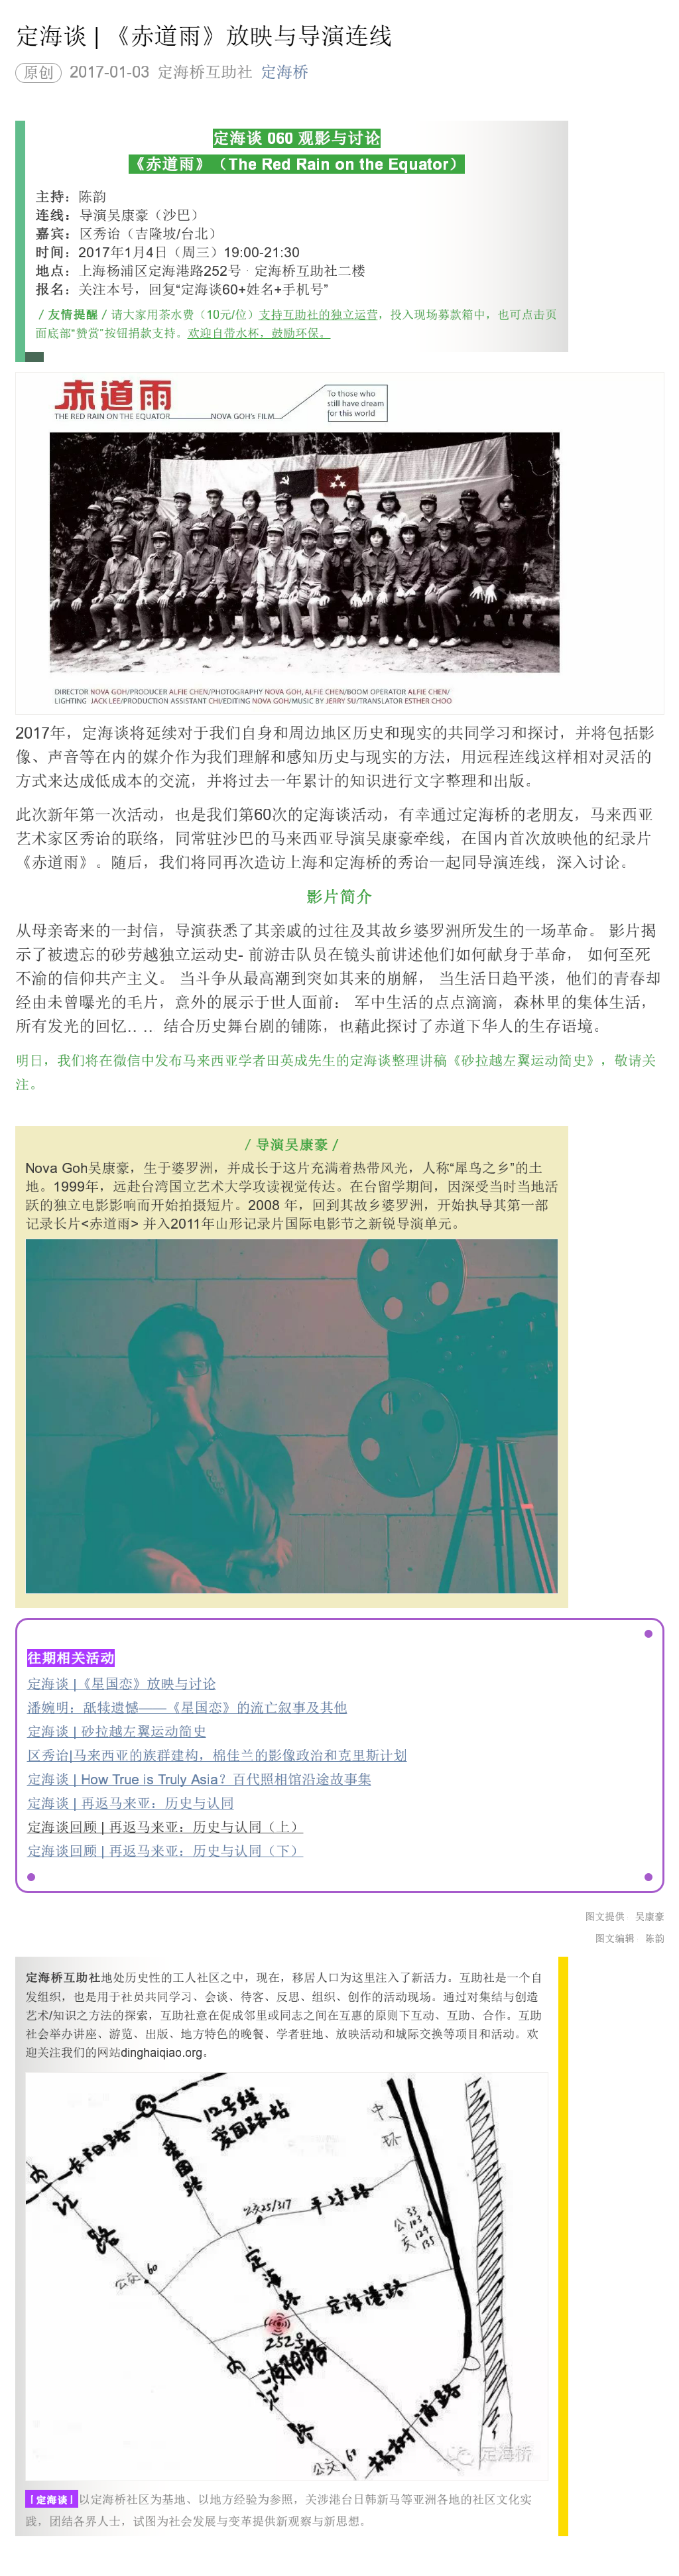 定海谈 | 《赤道雨》放映与导演连线
原创 2017-01-03 定海桥互助社 定海桥
定海谈 060 观影与讨论
《赤道雨》（The Red Rain on the Equator）
主持：陈韵
连线：导演吴康豪（沙巴）
嘉宾：区秀诒（吉隆坡/台北）
时间：2017年1月4日（周三）19:00-21:30
地点：上海杨浦区定海港路252号 · 定海桥互助社二楼
报名：关注本号，回复“定海谈60+姓名+手机号”
/ 友情提醒 / 请大家用茶水费（10元/位）支持互助社的独立运营，投入现场募款箱中，也可点击页
面底部“赞赏”按钮捐款支持。欢迎自带水杯，鼓励环保。
赤道雨
THE RED RAIN ON THE EQUATOR
NOVA GOH's FILM
To those who
still have dream
for this world
DIRECTOR NOVA GOH/PRODUCER ALFIE CHEN/PHOTOGRAPHY NOVA GOH, ALFIE CHEN/BOOM OPERATOR ALFIE CHEN/
LIGHTING JACK LEE/PRODUCTION ASSISTANT CHI/EDITING NOVA GOH/MUSIC BY JERRY SU/TRANSLATOR ESTHER CHOO
2017年，定海谈将延续对于我们自身和周边地区历史和现实的共同学习和探讨，并将包括影
像、声音等在内的媒介作为我们理解和感知历史与现实的方法，用远程连线这样相对灵活的
方式来达成低成本的交流，并将过去一年累计的知识进行文字整理和出版。
此次新年第一次活动，也是我们第60次的定海谈活动，有幸通过定海桥的老朋友，马来西亚
艺术家区秀诒的联络，同常驻沙巴的马来西亚导演吴康豪牵线，在国内首次放映他的纪录片
《赤道雨》。随后，我们将同再次造访上海和定海桥的秀诒一起同导演连线，深入讨论。
影片简介
从母亲寄来的一封信，导演获悉了其亲戚的过往及其故乡婆罗洲所发生的一场革命。 影片揭
示了被遗忘的砂劳越独立运动史- 前游击队员在镜头前讲述他们如何献身于革命， 如何至死
不渝的信仰共产主义。 当斗争从最高潮到突如其来的崩解， 当生活日趋平淡，他们的青春却
经由未曾曝光的毛片，意外的展示于世人面前： 军中生活的点点滴滴，森林里的集体生活，
所有发光的回忆.. .. 结合历史舞台剧的铺陈，也藉此探讨了赤道下华人的生存语境。
明日，我们将在微信中发布马来西亚学者田英成先生的定海谈整理讲稿《砂拉越左翼运动简史》，敬请关
注。
/ 导演吴康豪 /
Nova Goh吴康豪，生于婆罗洲，并成长于这片充满着热带风光，人称“犀鸟之乡”的土
地。1999年，远赴台湾国立艺术大学攻读视觉传达。在台留学期间，因深受当时当地活
跃的独立电影影响而开始拍摄短片。2008 年，回到其故乡婆罗洲，开始执导其第一部
记录长片<赤道雨> 并入2011年山形记录片国际电影节之新锐导演单元。
往期相关活动
定海谈 |《星国恋》放映与讨论
潘婉明：舐犊遗憾——《星国恋》的流亡叙事及其他
定海谈 | 砂拉越左翼运动简史
区秀诒|马来西亚的族群建构，棉佳兰的影像政治和克里斯计划
定海谈 | How True is Truly Asia？百代照相馆沿途故事集
定海谈 | 再返马来亚：历史与认同
定海谈回顾 | 再返马来亚：历史与认同（上）
定海谈回顾 | 再返马来亚：历史与认同（下）
图文提供 吴康豪
图文编辑 陈韵
定海桥互助社地处历史性的工人社区之中，现在，移居人口为这里注入了新活力。互助社是一个自
发组织，也是用于社员共同学习、会谈、待客、反思、组织、创作的活动现场。通过对集结与创造
艺术/知识之方法的探索，互助社意在促成邻里或同志之间在互惠的原则下互动、互助、合作。互助
社会举办讲座、游览、出版、地方特色的晚餐、学者驻地、放映活动和城际交换等项目和活动。欢
迎关注我们的网站dinghaiqiao.org。
12号线
爱国路站
长阳路
爱国路
内江路
公交25/317
平凉路
中环
公交
33
103
124
135
公交60
定海路
定海港路
252号
沈阳路
内江路
公交60
杨树浦路
定海桥
「定海谈」以定海桥社区为基地、以地方经验为参照，关涉港台日韩新马等亚洲各地的社区文化实
践，团结各界人士，试图为社会发展与变革提供新观察与新思想。